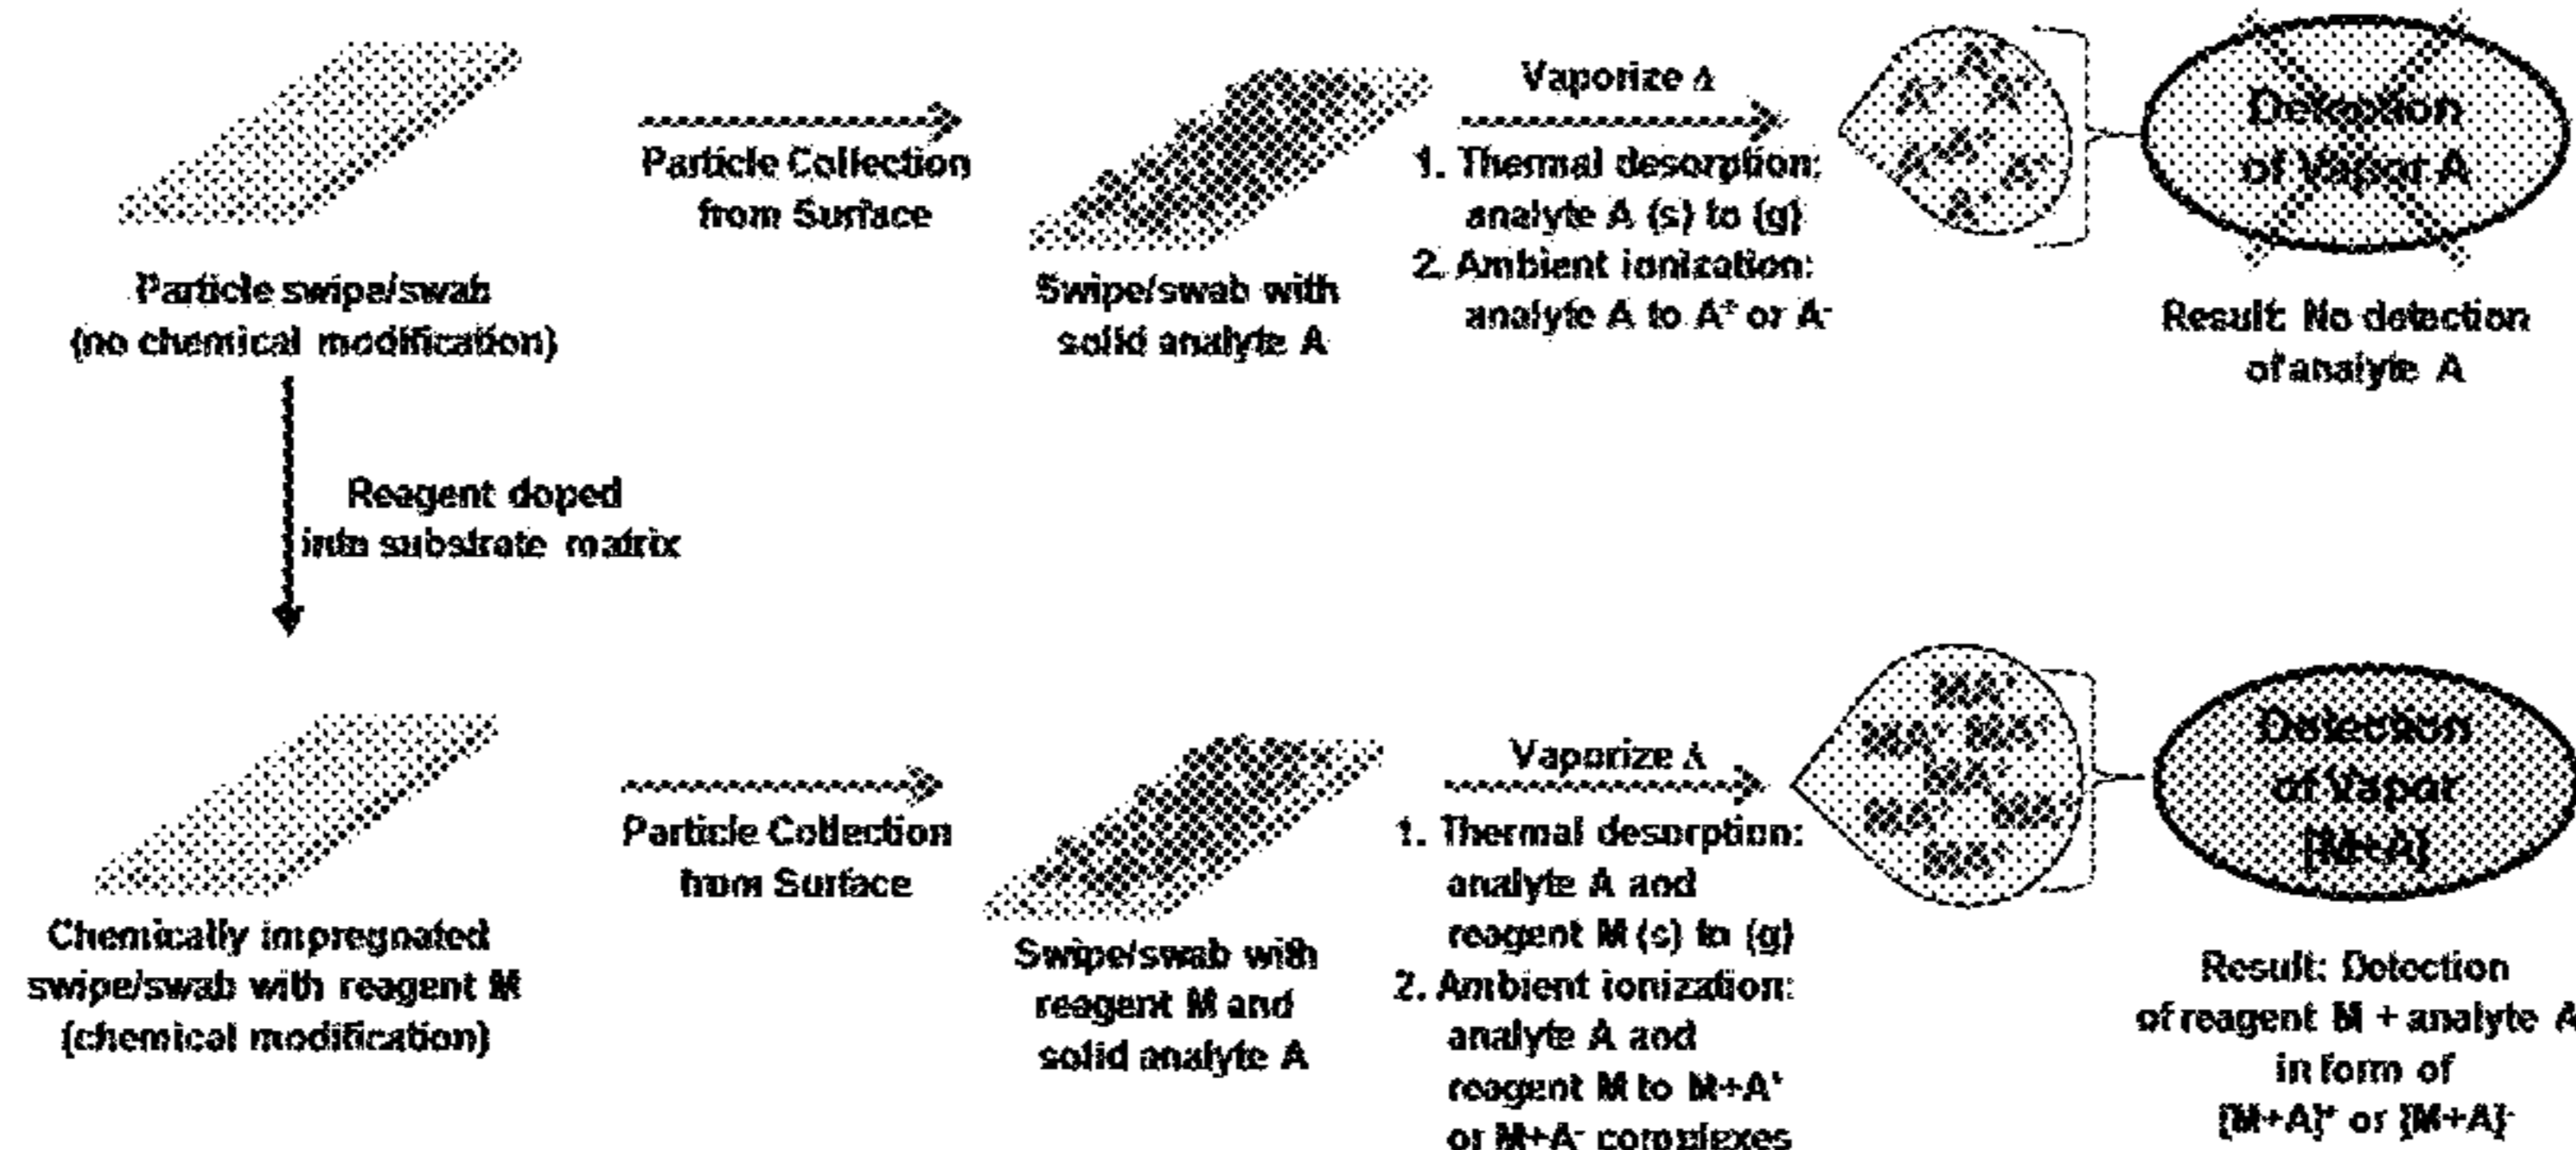 Particle swipe/swab
(no chemical modification)
Particle Collection
from Surface
Swipe/swab with
solid analyte A
Vaporize Δ
1. Thermal desorption:
analyte A (s) to (g)
2. Ambient ionization:
analyte A to A⁺ or A⁻
Detection
of Vapor A
Result: No detection
of analyte A
Reagent doped
into substrate matrix
Chemically impregnated
swipe/swab with reagent M
(chemical modification)
Particle Collection
from Surface
Swipe/swab with
reagent M and
solid analyte A
Vaporize Δ
1. Thermal desorption:
analyte A and
reagent M (s) to (g)
2. Ambient ionization:
analyte A and
reagent M to M+A⁺
or M+A⁻ complexes
Detection
of Vapor
[M+A]
Result: Detection
of reagent M + analyte A
in form of
[M+A]⁺ or [M+A]⁻